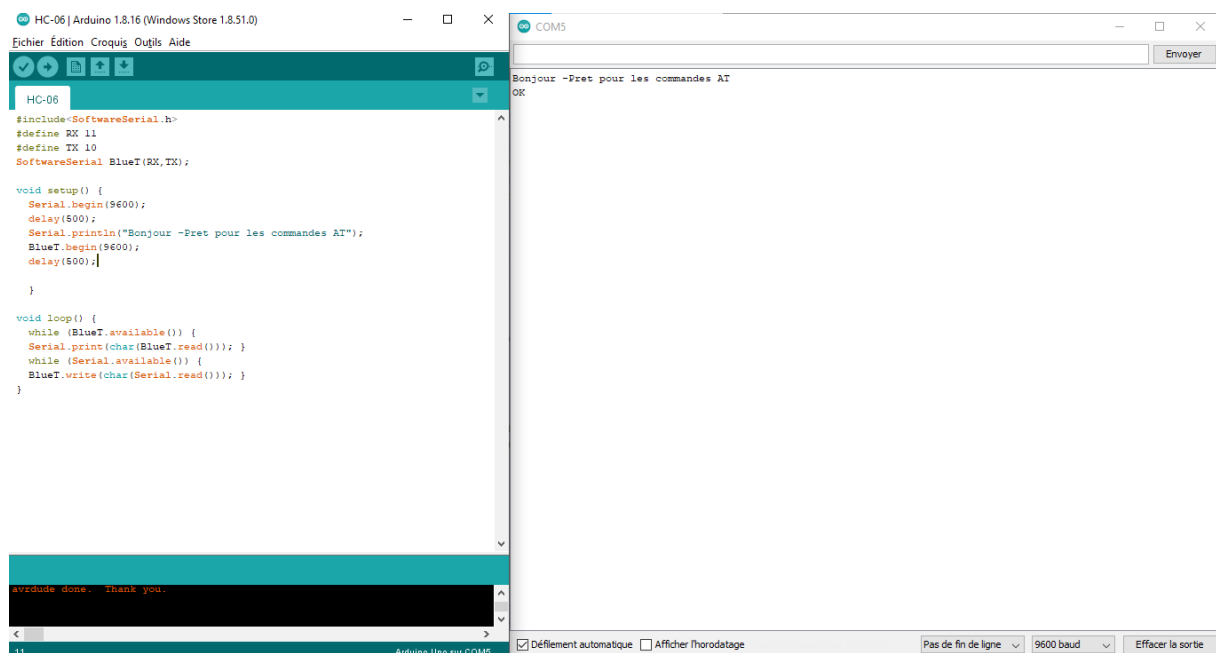 HC-06 | Arduino 1.8.16 (Windows Store 1.8.51.0)
Fichier Édition Croquis Outils Aide
HC-06
#include<SoftwareSerial.h>
#define RX 11
#define TX 10
SoftwareSerial BlueT(RX,TX);
void setup() {
Serial.begin(9600);
delay(500);
Serial.println("Bonjour -Pret pour les commandes AT");
BlueT.begin(9600);
delay(500);
}
void loop() {
while (BlueT.available()) {
Serial.print(char(BlueT.read())); }
while (Serial.available()) {
BlueT.write(char(Serial.read())); }
}
avrdude done.  Thank you.
11
Arduino Uno sur COM5
COM5
Envoyer
Bonjour -Pret pour les commandes AT
OK
Défilement automatique
Afficher l'horodatage
Pas de fin de ligne
9600 baud
Effacer la sortie